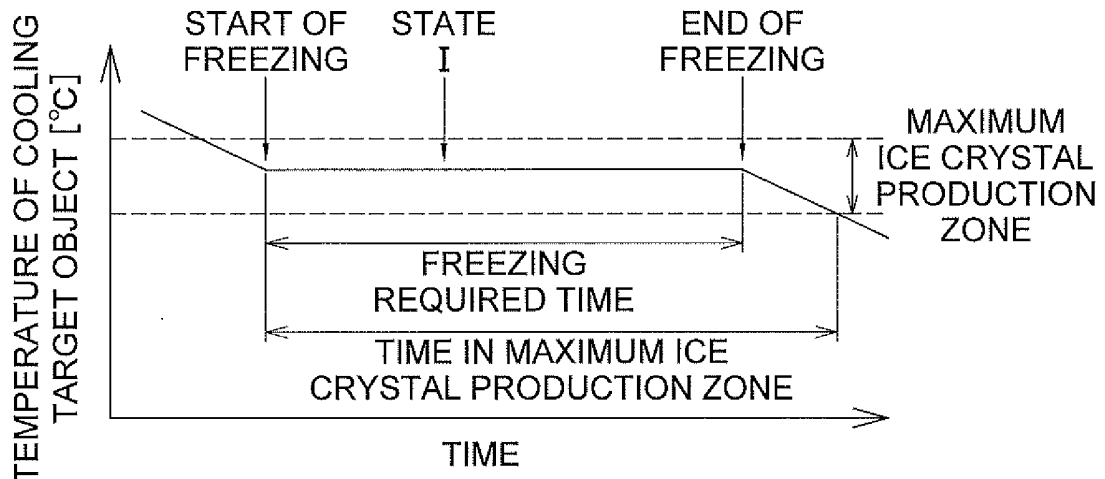 START OF
FREEZING
STATE
I
END OF
FREEZING
TEMPERATURE OF COOLING
TARGET OBJECT [°C]
MAXIMUM
ICE CRYSTAL
PRODUCTION
ZONE
FREEZING
REQUIRED TIME
TIME IN MAXIMUM ICE
CRYSTAL PRODUCTION ZONE
TIME